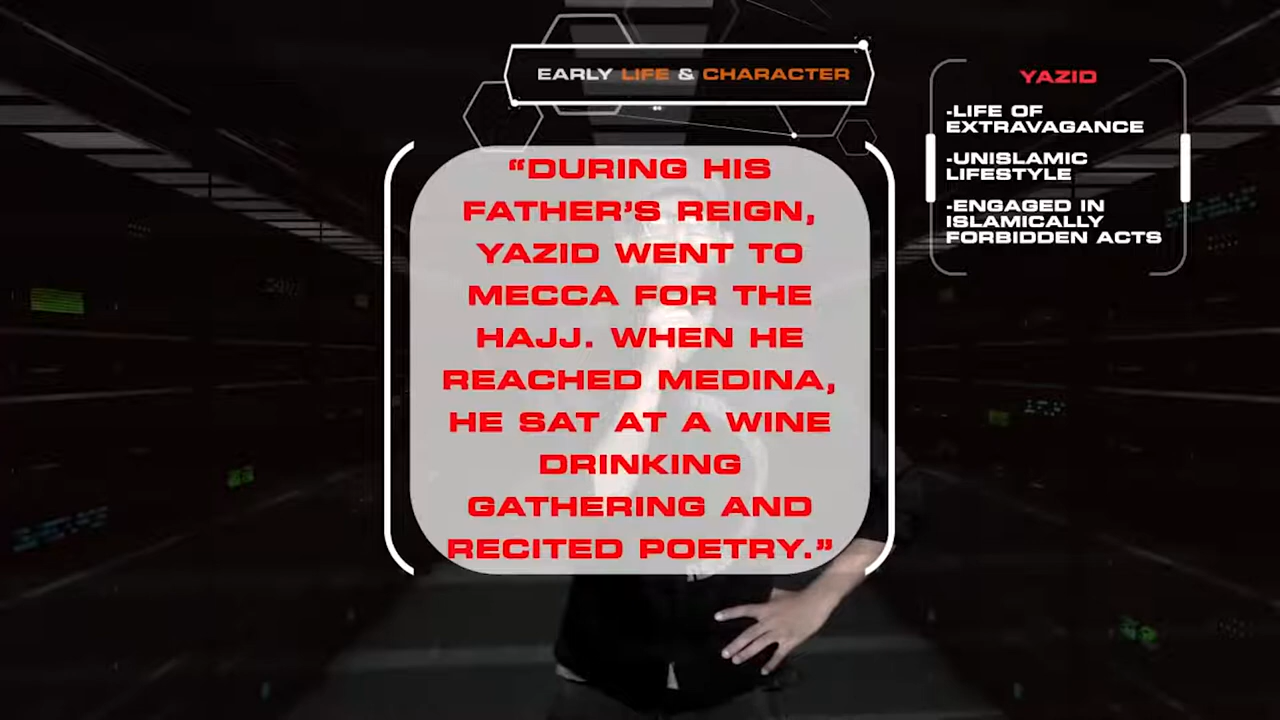 EARLY LIFE & CHARACTER
YAZID
-LIFE OF
EXTRAVAGANCE
-UNISLAMIC
LIFESTYLE
-ENGAGED IN
ISLAMICALLY
FORBIDDEN ACTS
“DURING HIS
FATHER’S REIGN,
YAZID WENT TO
MECCA FOR THE
HAJJ. WHEN HE
REACHED MEDINA,
HE SAT AT A WINE
DRINKING
GATHERING AND
RECITED POETRY.”